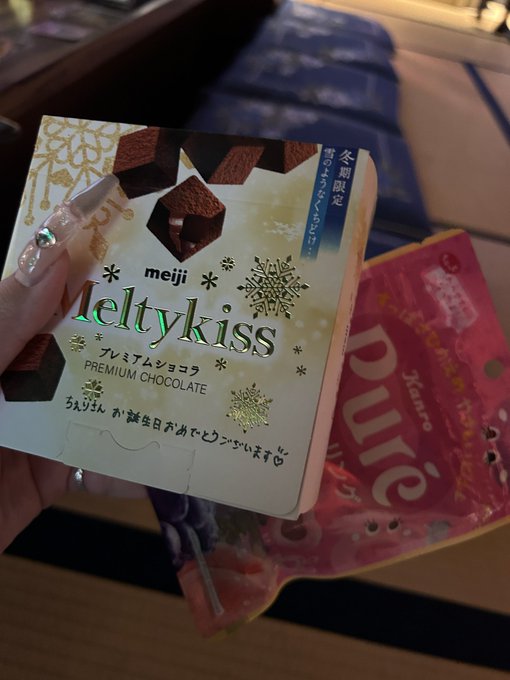 冬期限定
雪のようなくちどけ…
meiji
Meltykiss
プレミアムショコラ
PREMIUM CHOCOLATE
ちぇりさん お誕生日おめでとうございます♡
Kanro
Puré